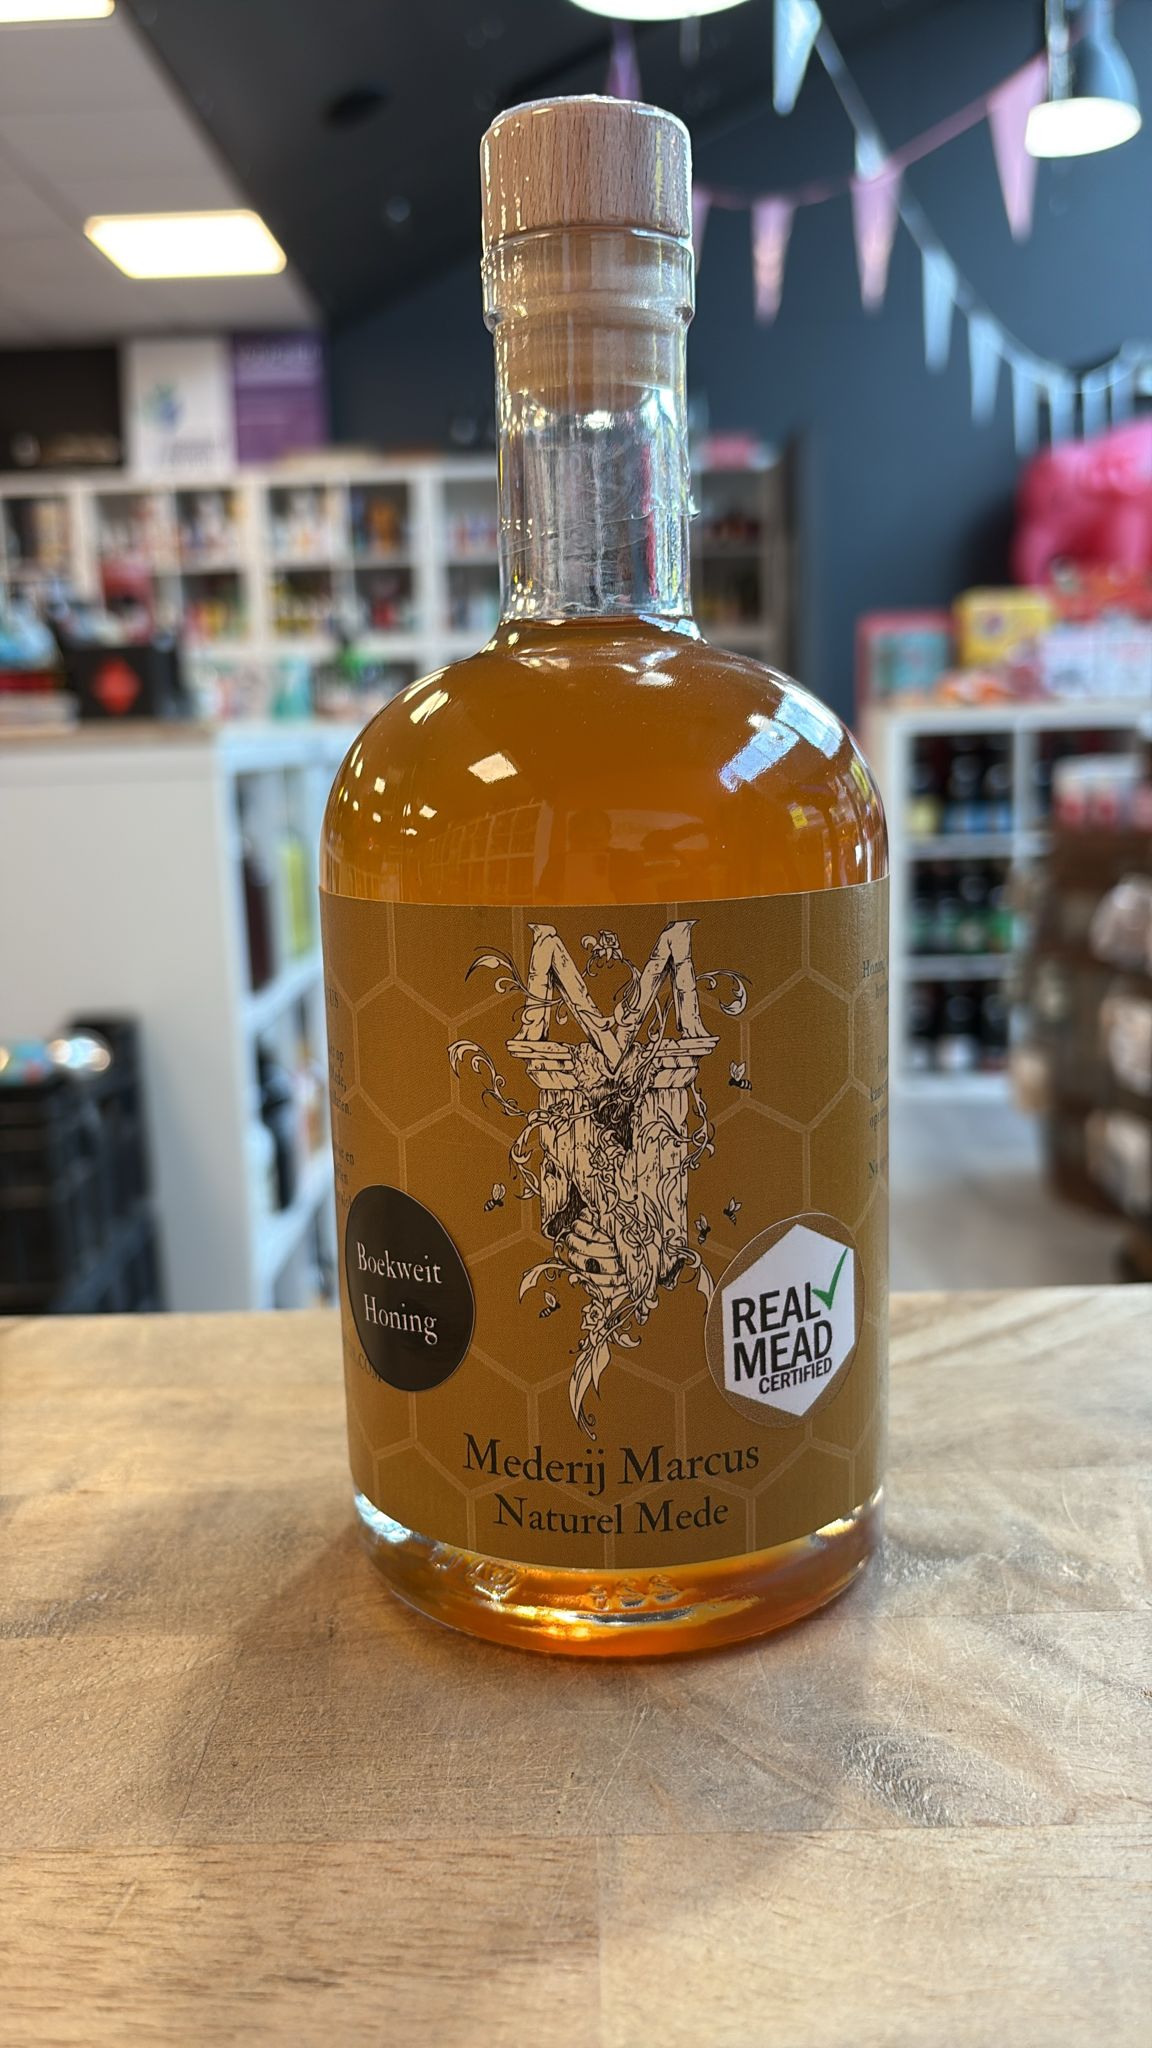 M
Boekweit
Honing
REAL
MEAD
CERTIFIED
Mederij Marcus
Naturel Mede